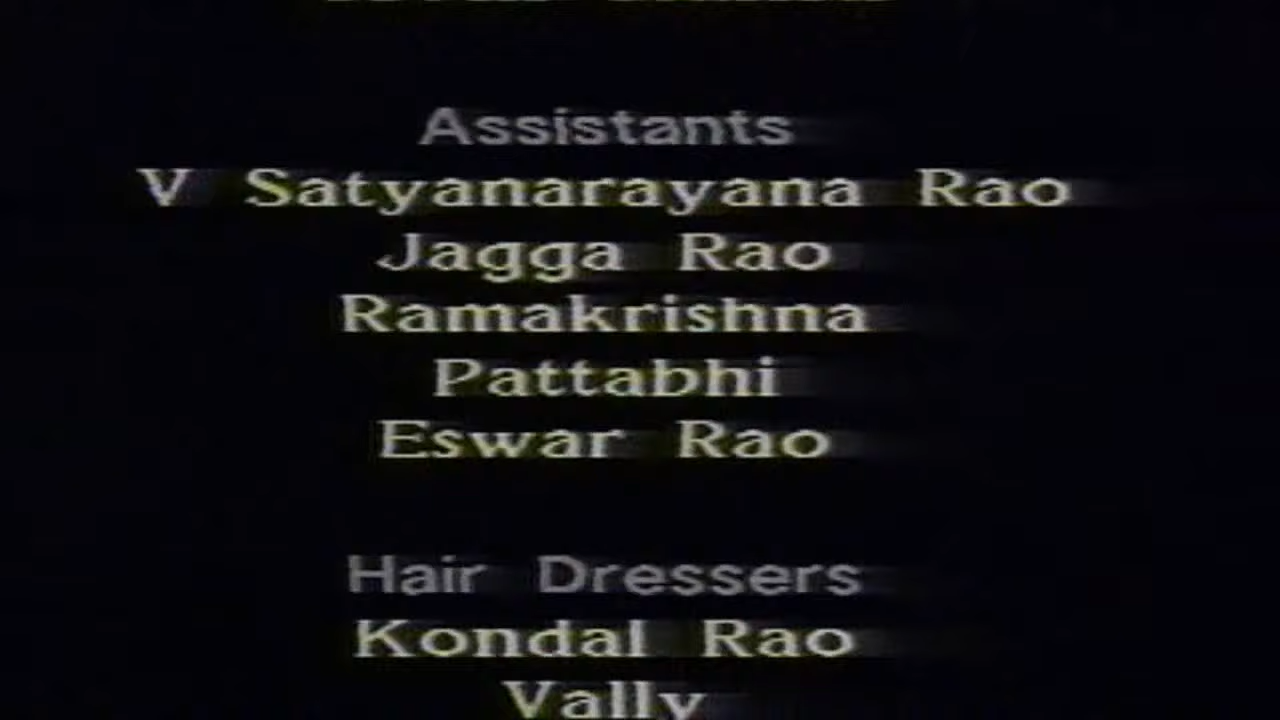 Assistants
V Satyanarayana Rao
Jagga Rao
Ramakrishna
Pattabhi
Eswar Rao
Hair Dressers
Kondal Rao
Vally